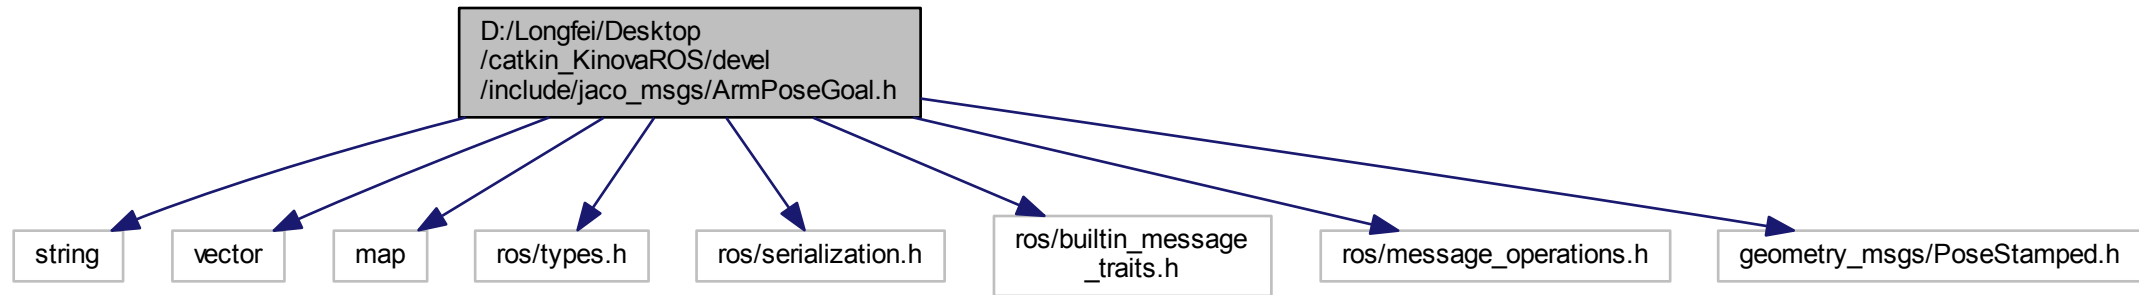 D:/Longfei/Desktop
/catkin_KinovaROS/devel
/include/jaco_msgs/ArmPoseGoal.h
string
vector
map
ros/types.h
ros/serialization.h
ros/builtin_message
_traits.h
ros/message_operations.h
geometry_msgs/PoseStamped.h